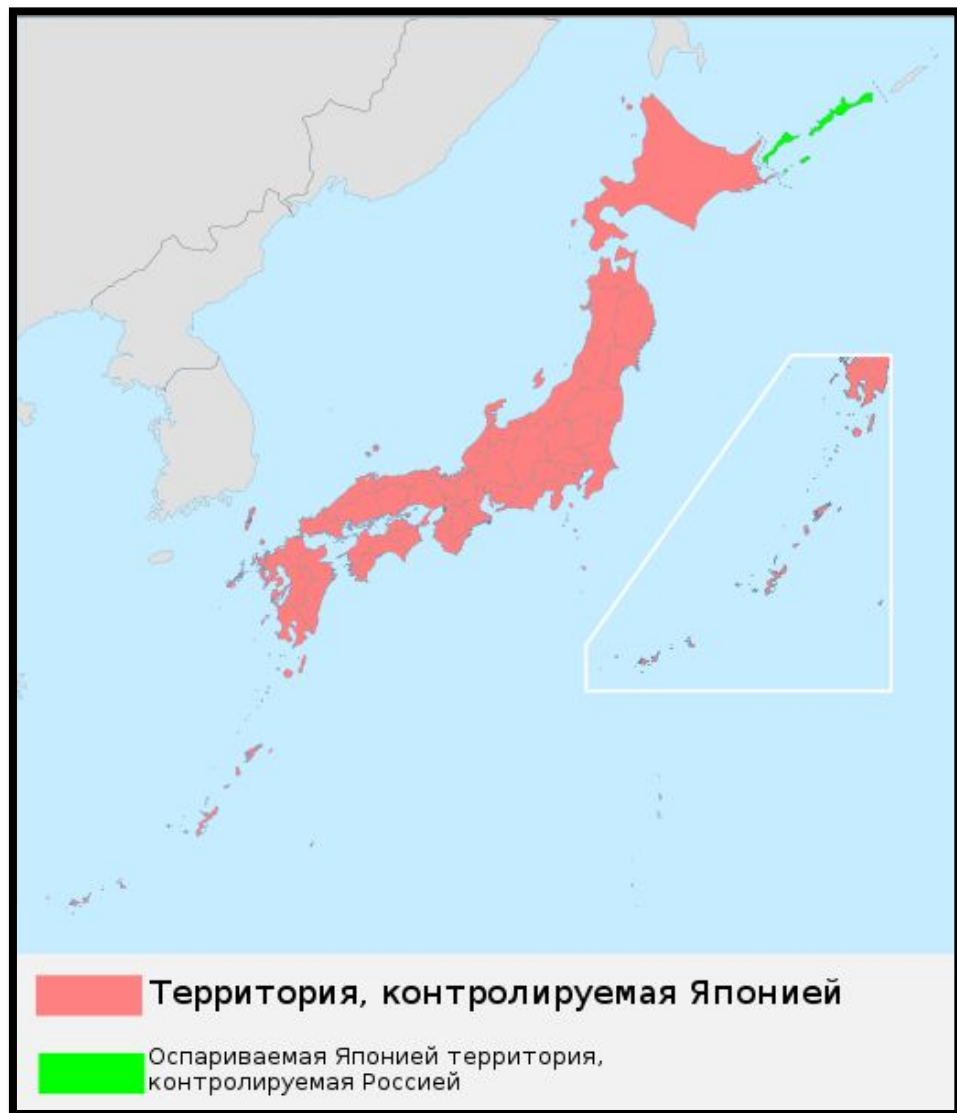 Территория, контролируемая Японией
Оспариваемая Японией территория,
контролируемая Россией